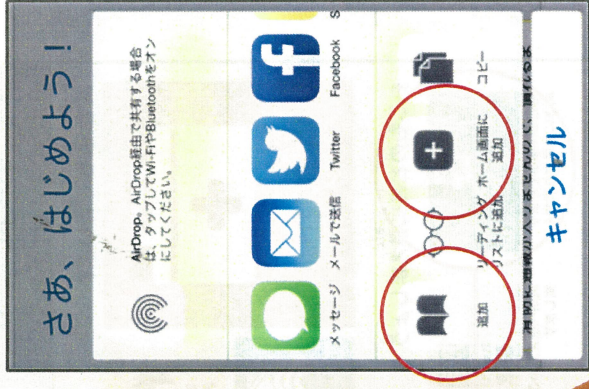 さあ、はじめよう！
AirDrop。AirDrop経由で共有する場合
は、タップしてWi-FiやBluetoothをオン
にしてください。
メッセージ
メールで送信
Twitter
Facebook
S
追加
リーディング
リストに追加
ホーム画面に
追加
コピー
キャンセル